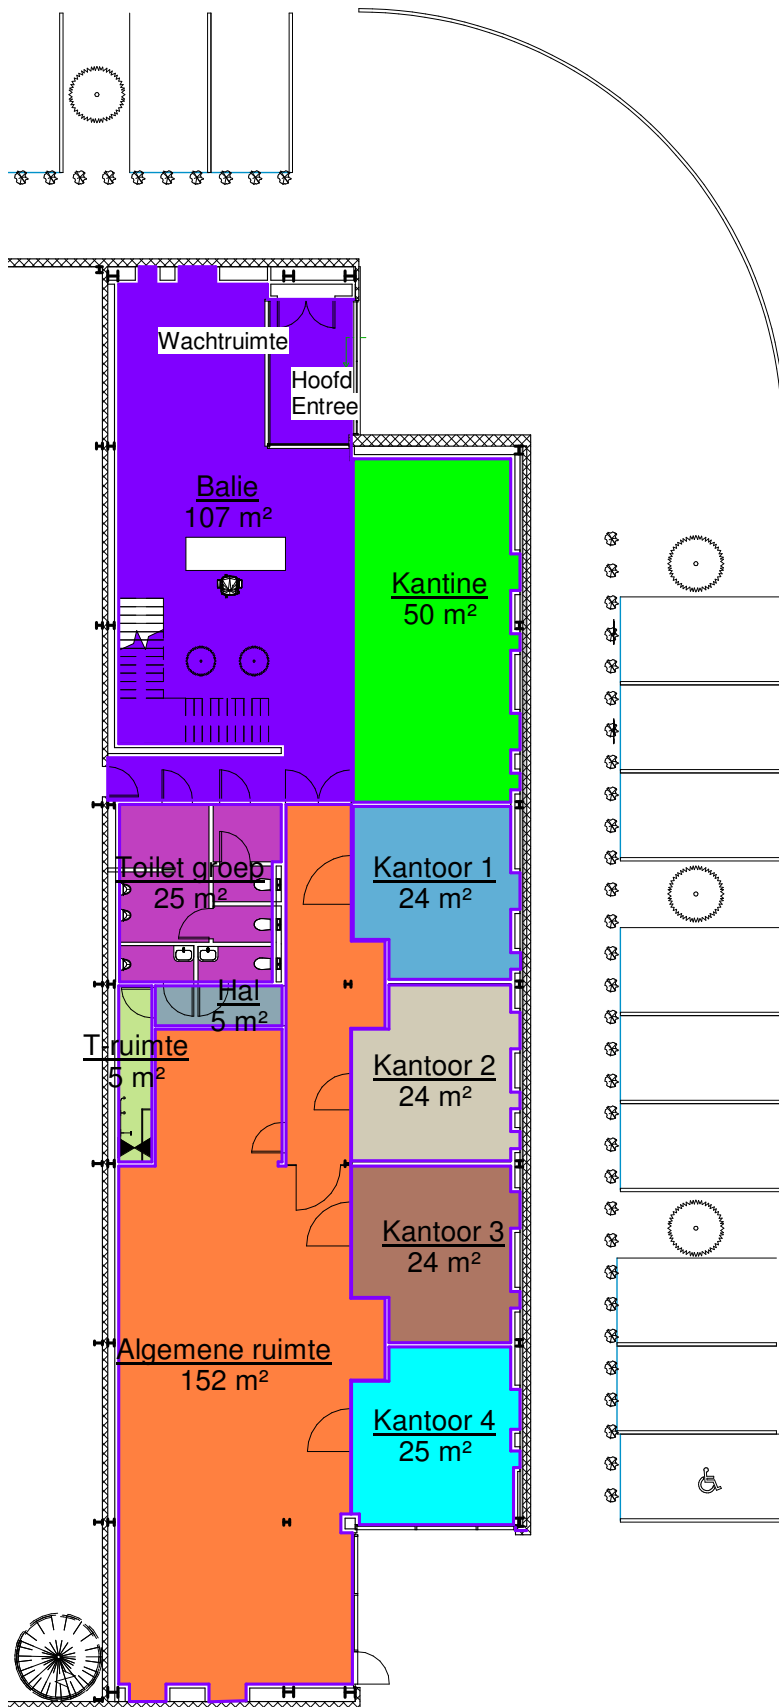 Wachtruimte
Hoofd
Entree
Balie
107 m²
Kantine
50 m²
Toilet groep
25 m²
Kantoor 1
24 m²
Hal
5 m²
T-ruimte
5 m²
Kantoor 2
24 m²
Kantoor 3
24 m²
Algemene ruimte
152 m²
Kantoor 4
25 m²